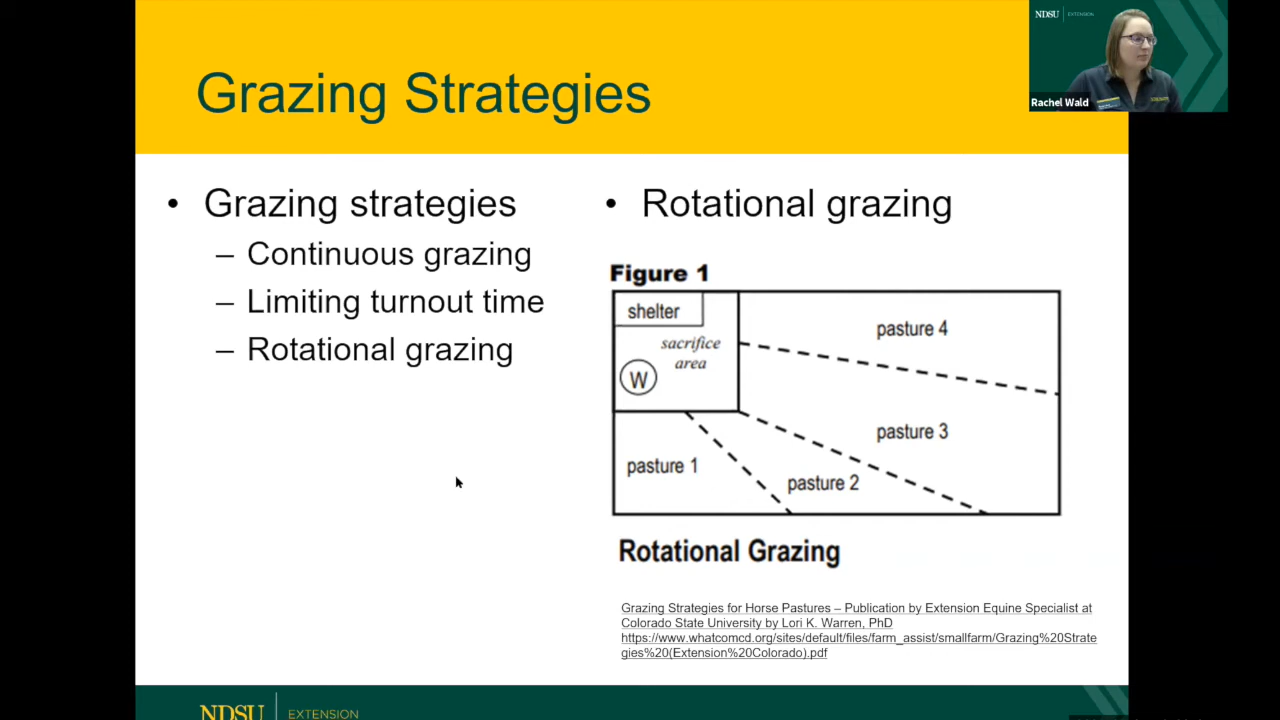 Grazing Strategies
NDSU EXTENSION
Rachel Wald
• Grazing strategies
– Continuous grazing
– Limiting turnout time
– Rotational grazing
• Rotational grazing
Figure 1
shelter
sacrifice
area
W
pasture 4
pasture 3
pasture 1
pasture 2
Rotational Grazing
Grazing Strategies for Horse Pastures – Publication by Extension Equine Specialist at
Colorado State University by Lori K. Warren, PhD
https://www.whatcomcd.org/sites/default/files/farm_assist/smallfarm/Grazing%20Strate
gies%20(Extension%20Colorado).pdf
NDSU EXTENSION